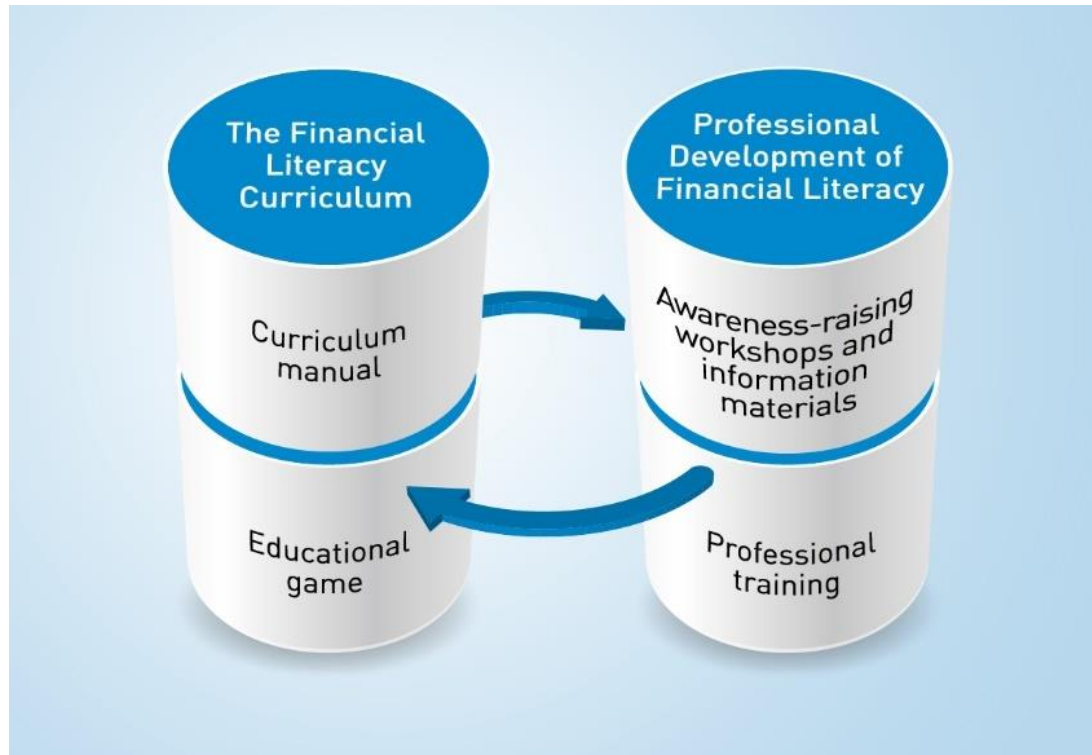 The Financial
Literacy
Curriculum
Curriculum
manual
Educational
game
Professional
Development of
Financial Literacy
Awareness-raising
workshops and
information
materials
Professional
training